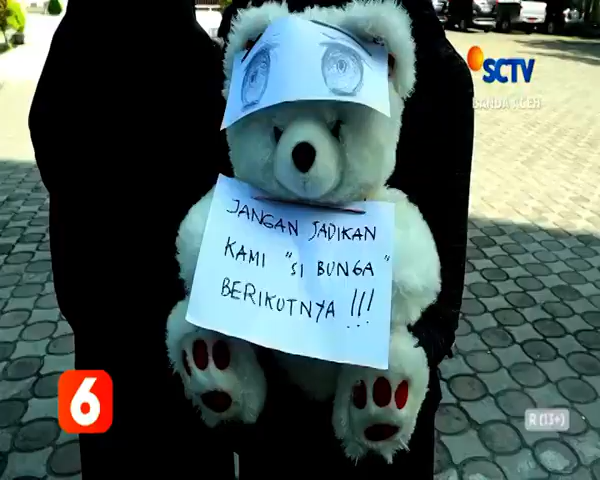 SCTV
BANDA ACEH
JANGAN JADIKAN
KAMI "SI BUNGA"
BERIKUTNYA !!!
6
R (13+)